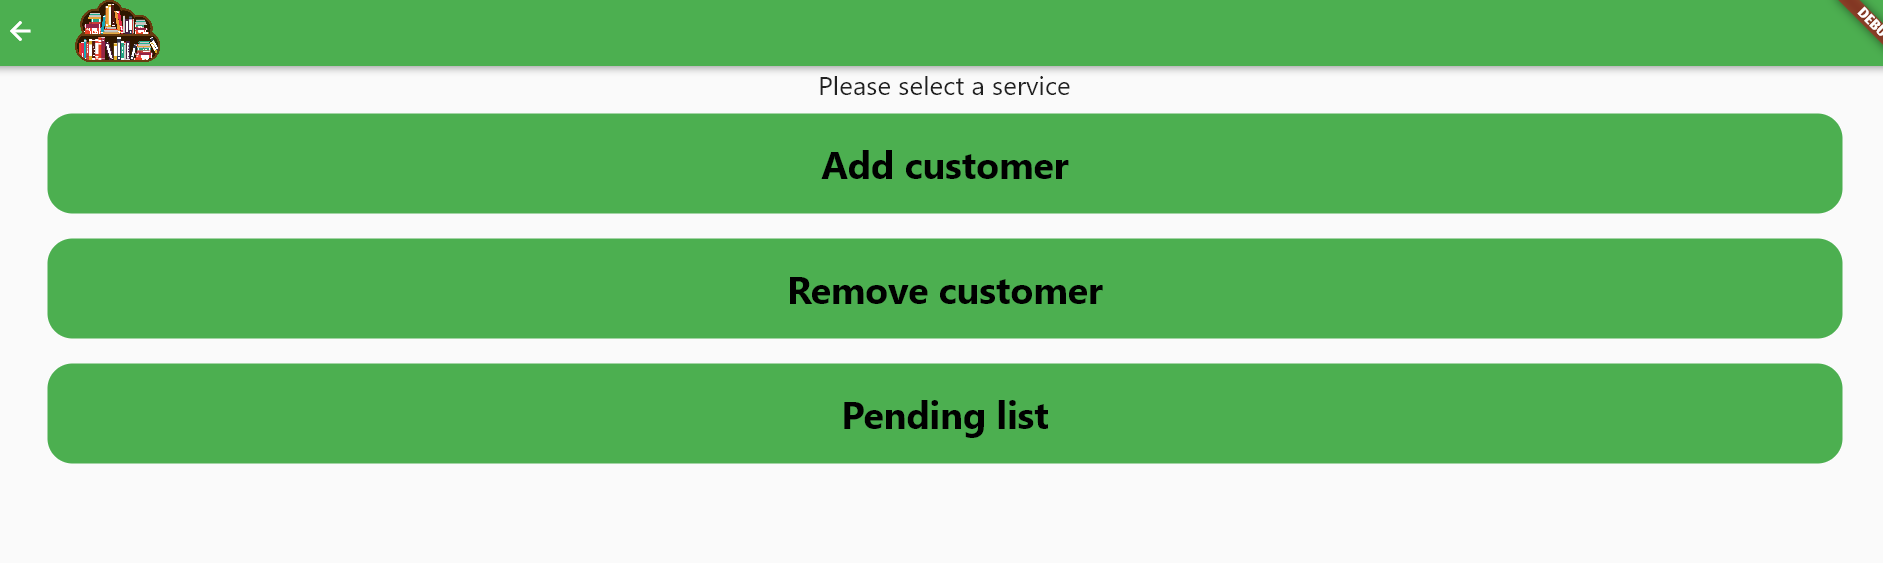 Please select a service
Add customer
Remove customer
Pending list